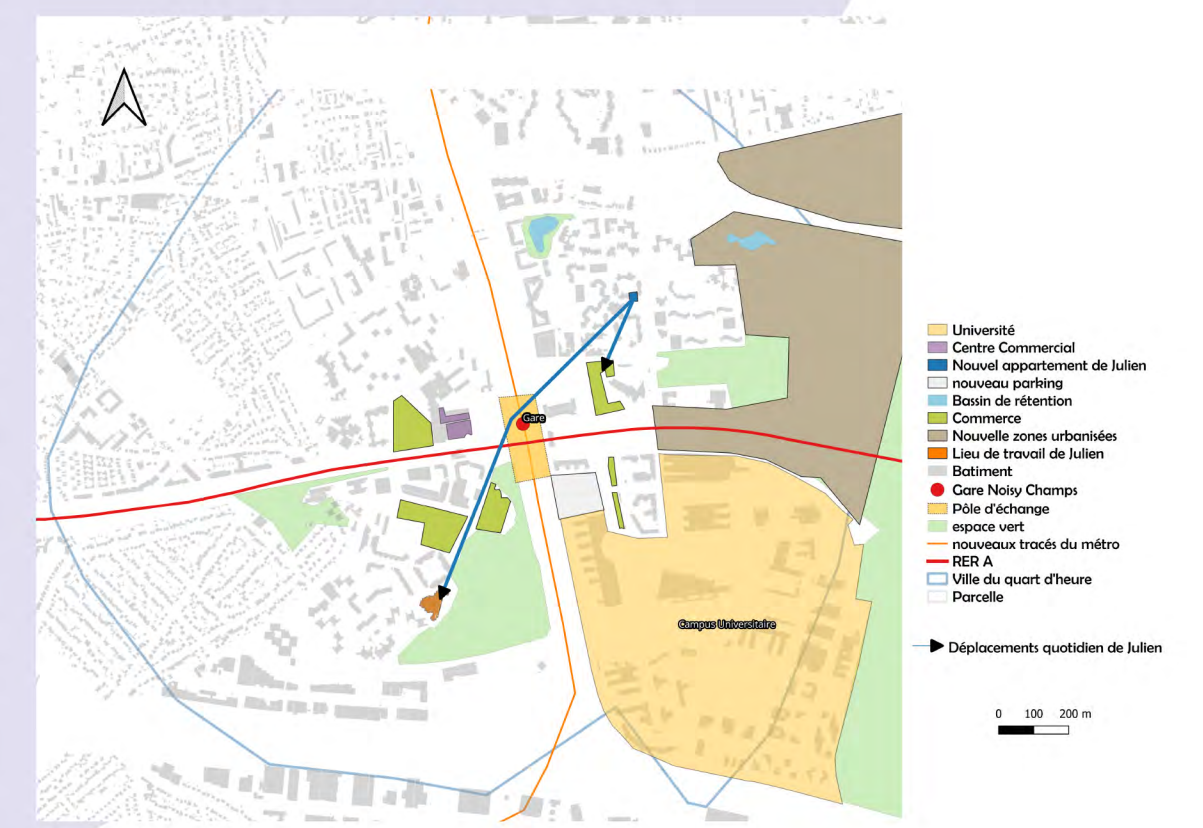 Gare
Campus Universitaire
Université
Centre Commercial
Nouvel appartement de Julien
nouveau parking
Bassin de rétention
Commerce
Nouvelle zones urbanisées
Lieu de travail de Julien
Batiment
Gare Noisy Champs
Pôle d'échange
espace vert
nouveaux tracés du métro
RER A
Ville du quart d'heure
Parcelle
Déplacements quotidien de Julien
0 100 200 m